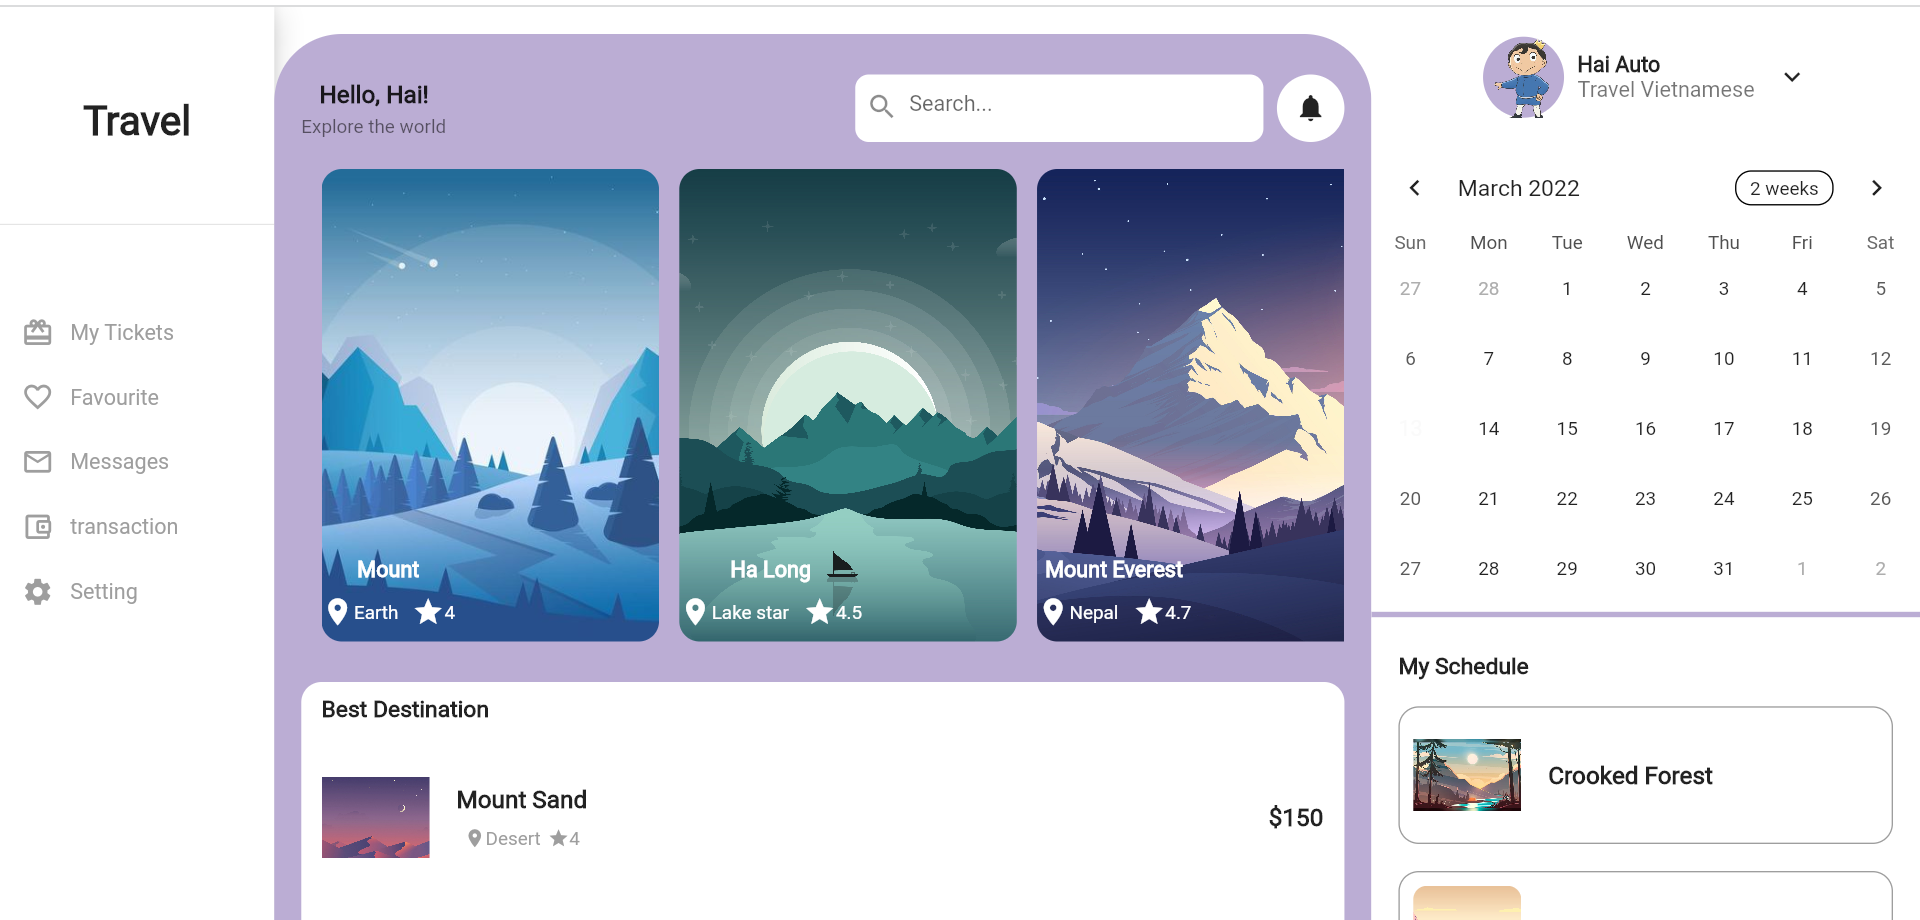 Travel
My Tickets
Favourite
Messages
transaction
Setting
Hello, Hai!
Explore the world
Search...
Mount
Earth 4
Ha Long
Lake star 4.5
Mount Everest
Nepal 4.7
Best Destination
Mount Sand
Desert 4
$150
Hai Auto
Travel Vietnamese
March 2022 2 weeks
Sun Mon Tue Wed Thu Fri Sat
27 28 1 2 3 4 5
6 7 8 9 10 11 12
13 14 15 16 17 18 19
20 21 22 23 24 25 26
27 28 29 30 31 1 2
My Schedule
Crooked Forest